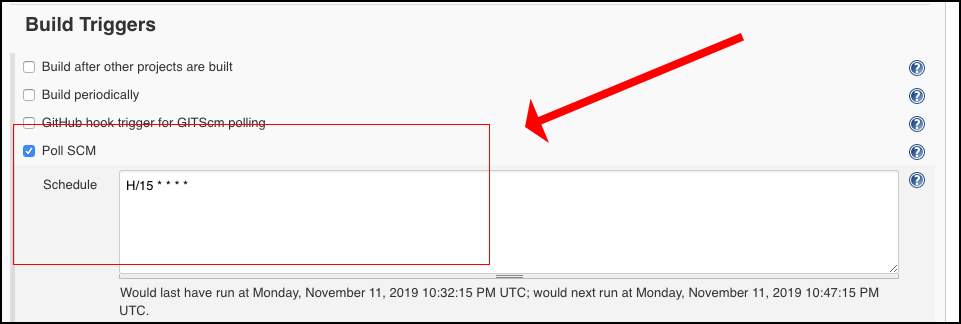 Build Triggers
Build after other projects are built
Build periodically
GitHub hook trigger for GITScm polling
Poll SCM
Schedule H/15 * * * *
Would last have run at Monday, November 11, 2019 10:32:15 PM UTC; would next run at Monday, November 11, 2019 10:47:15 PM
UTC.